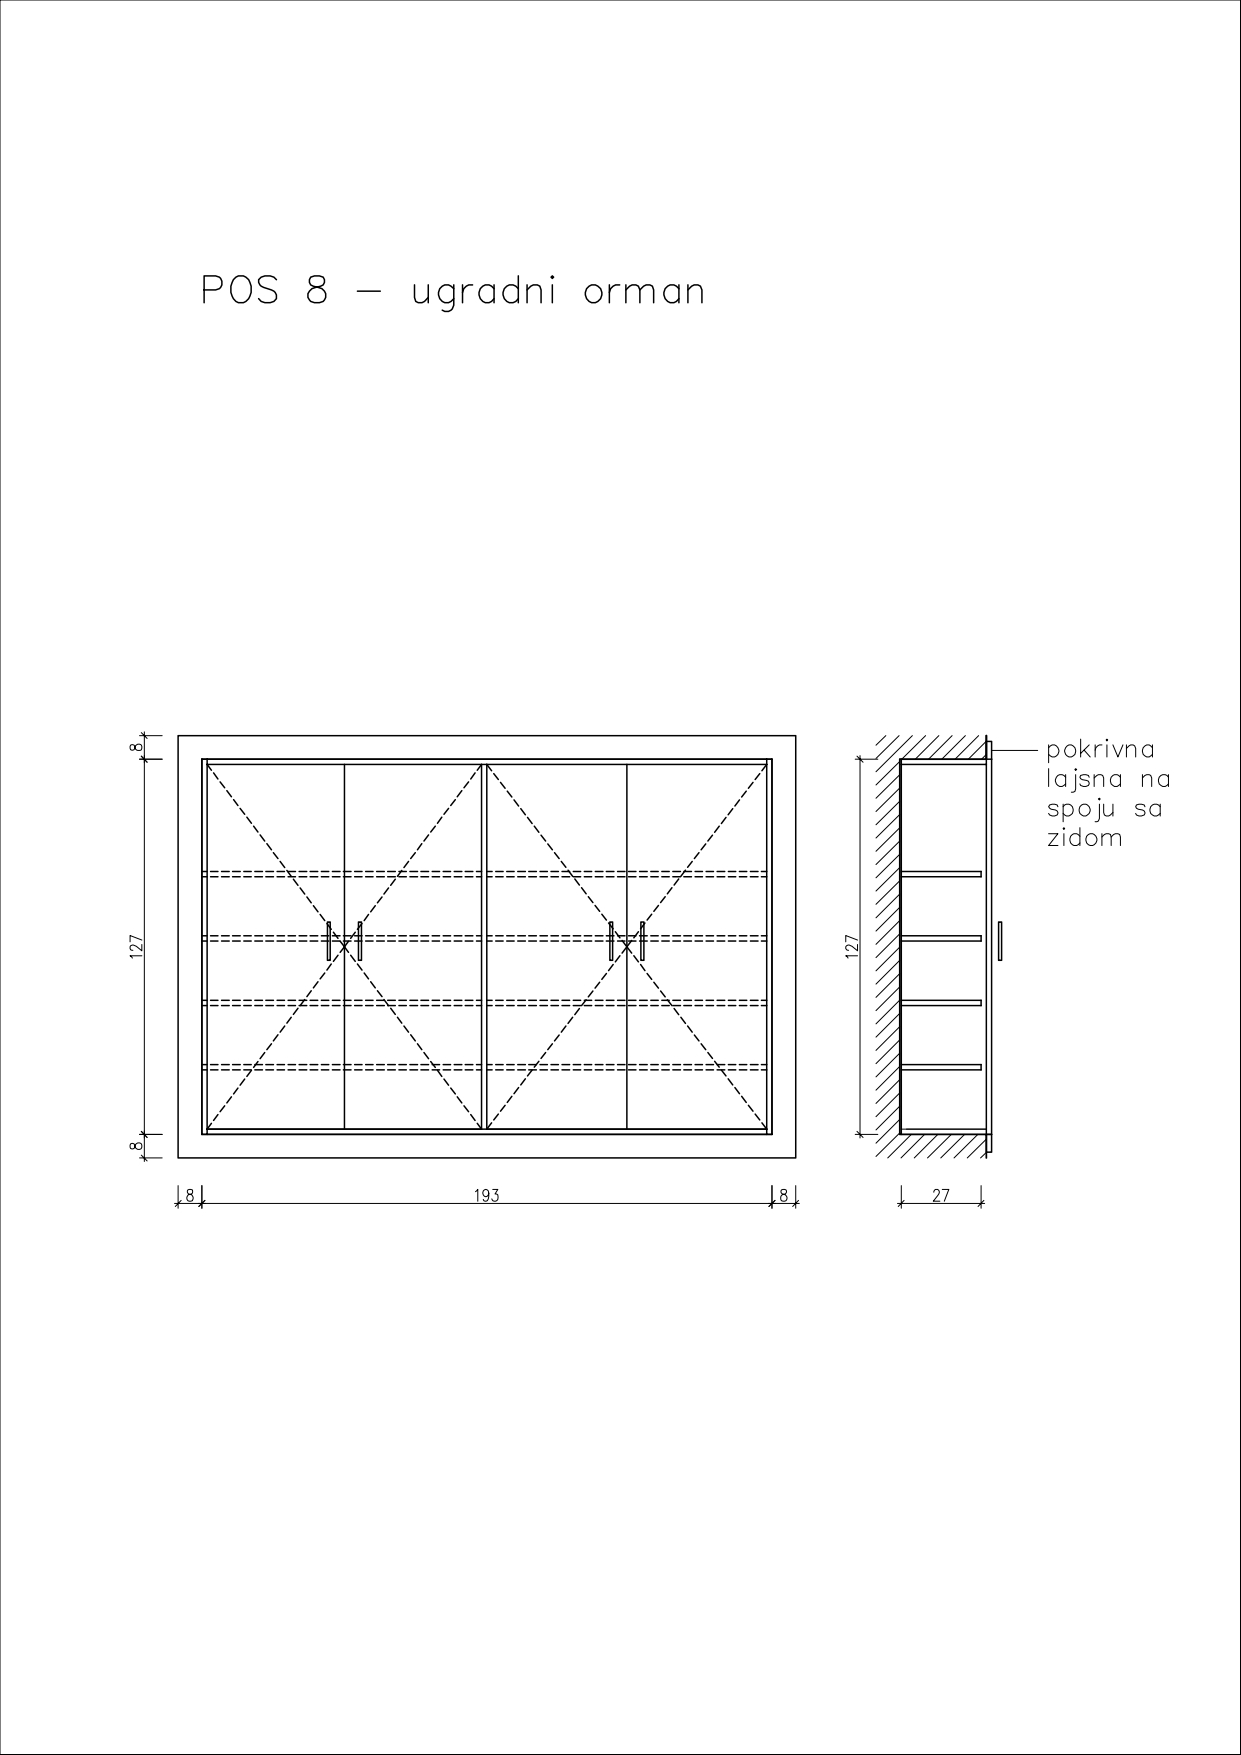 POS 8 – ugradni orman
8
pokrivna
lajsna na
spoju sa
zidom
127
127
8
8
193
8
27